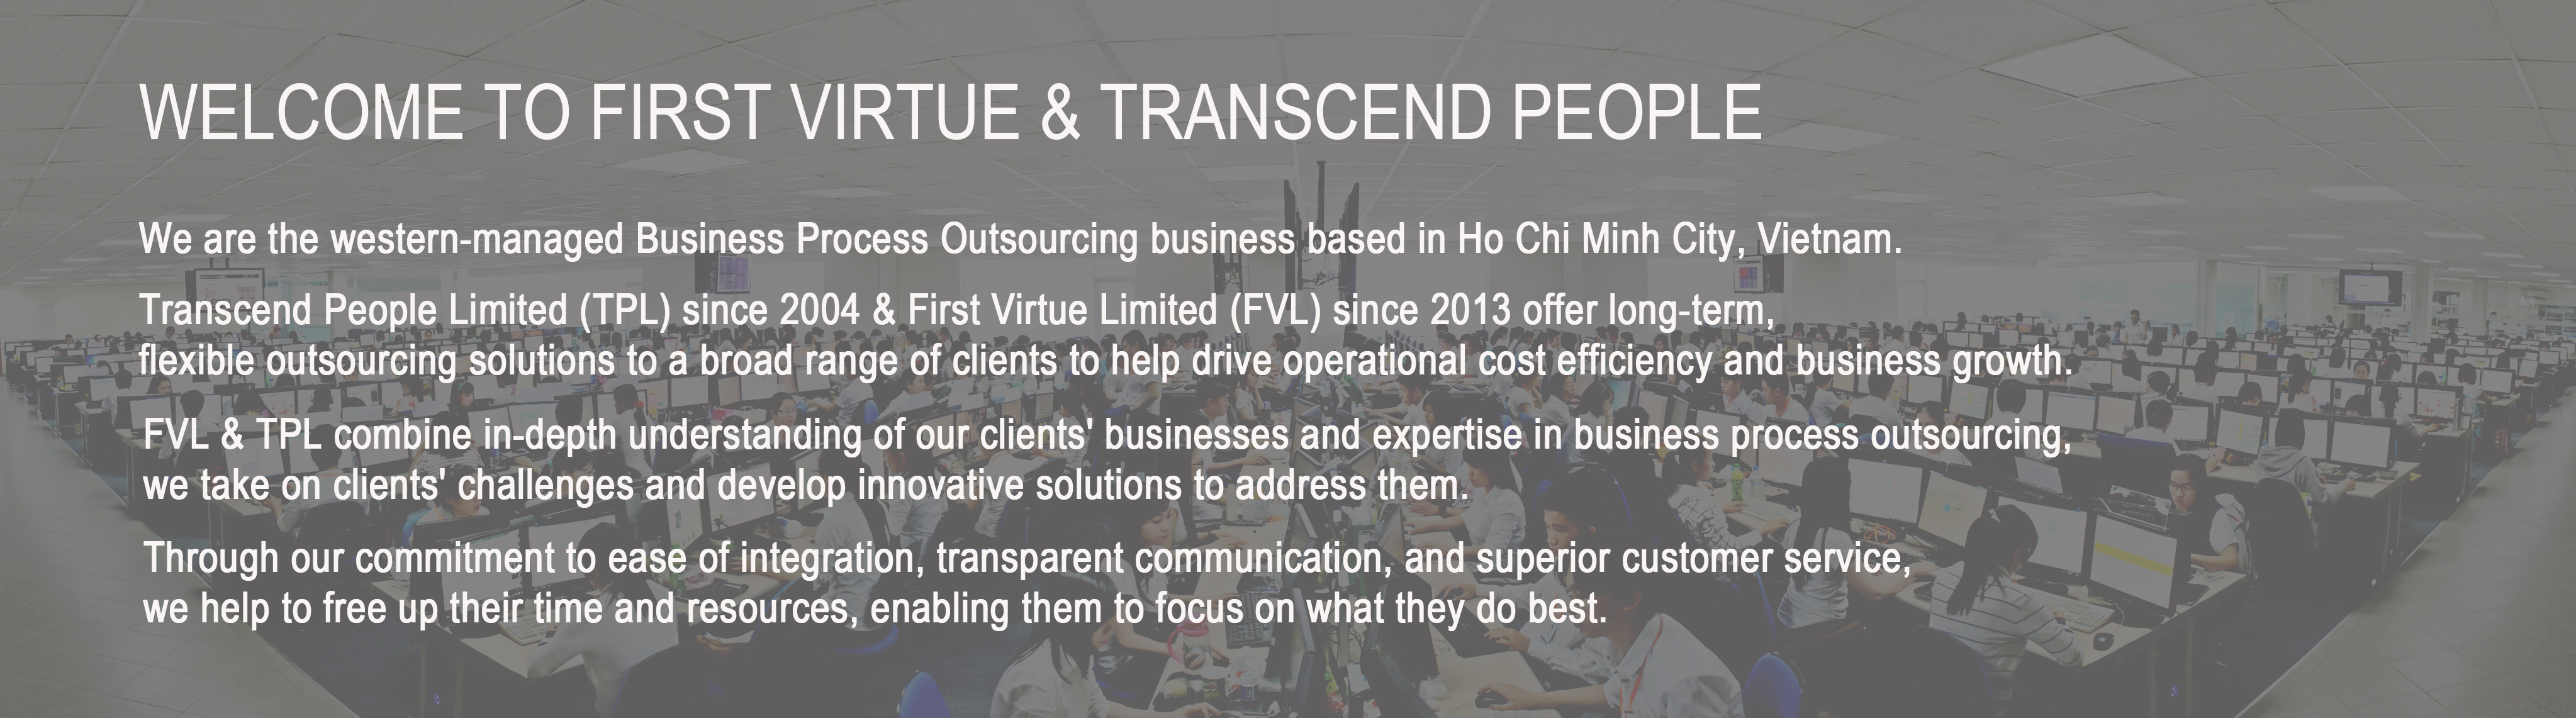 WELCOME TO FIRST VIRTUE & TRANSCEND PEOPLE
We are the western-managed Business Process Outsourcing business based in Ho Chi Minh City, Vietnam.
Transcend People Limited (TPL) since 2004 & First Virtue Limited (FVL) since 2013 offer long-term,
flexible outsourcing solutions to a broad range of clients to help drive operational cost efficiency and business growth.
FVL & TPL combine in-depth understanding of our clients' businesses and expertise in business process outsourcing,
we take on clients' challenges and develop innovative solutions to address them.
Through our commitment to ease of integration, transparent communication, and superior customer service,
we help to free up their time and resources, enabling them to focus on what they do best.